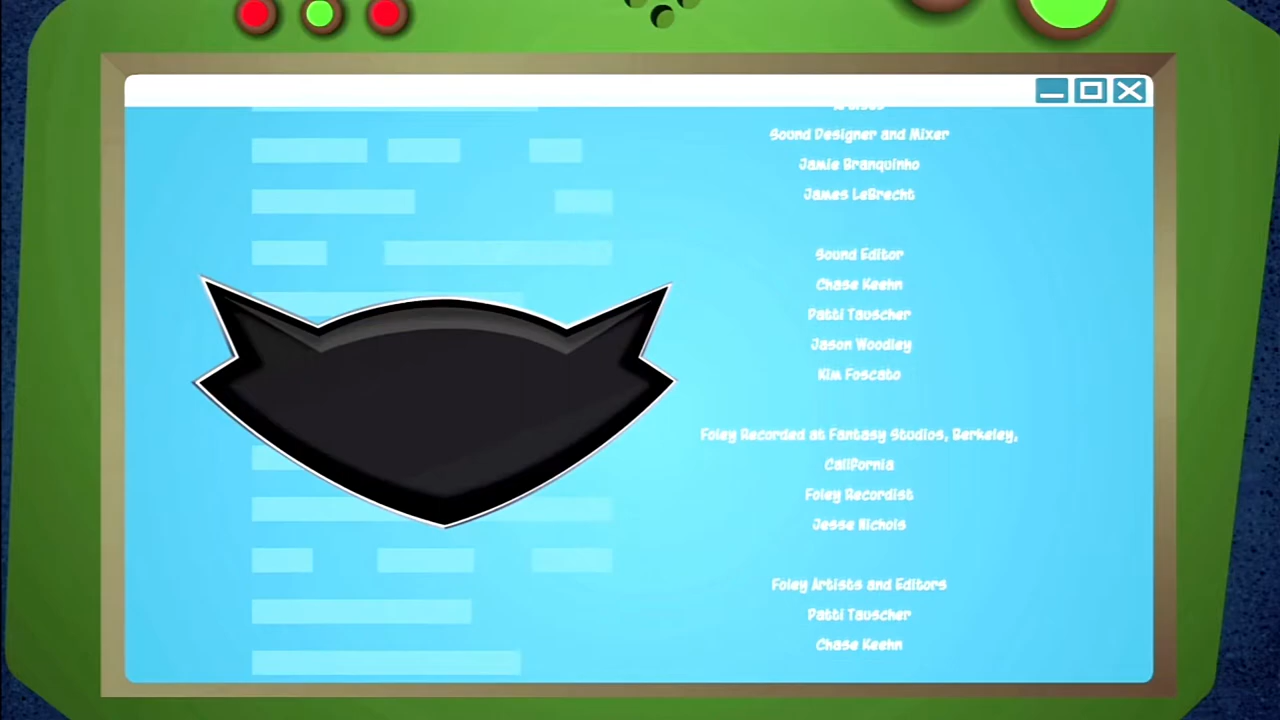 Sound Designer and Mixer
Jamie Branquinho
James LeBrecht
Sound Editor
Chase Keehn
Patti Tauscher
Jason Woodley
Kim Foscato
Foley Recorded at Fantasy Studios, Berkeley,
California
Foley Recordist
Jesse Nichols
Foley Artists and Editors
Patti Tauscher
Chase Keehn